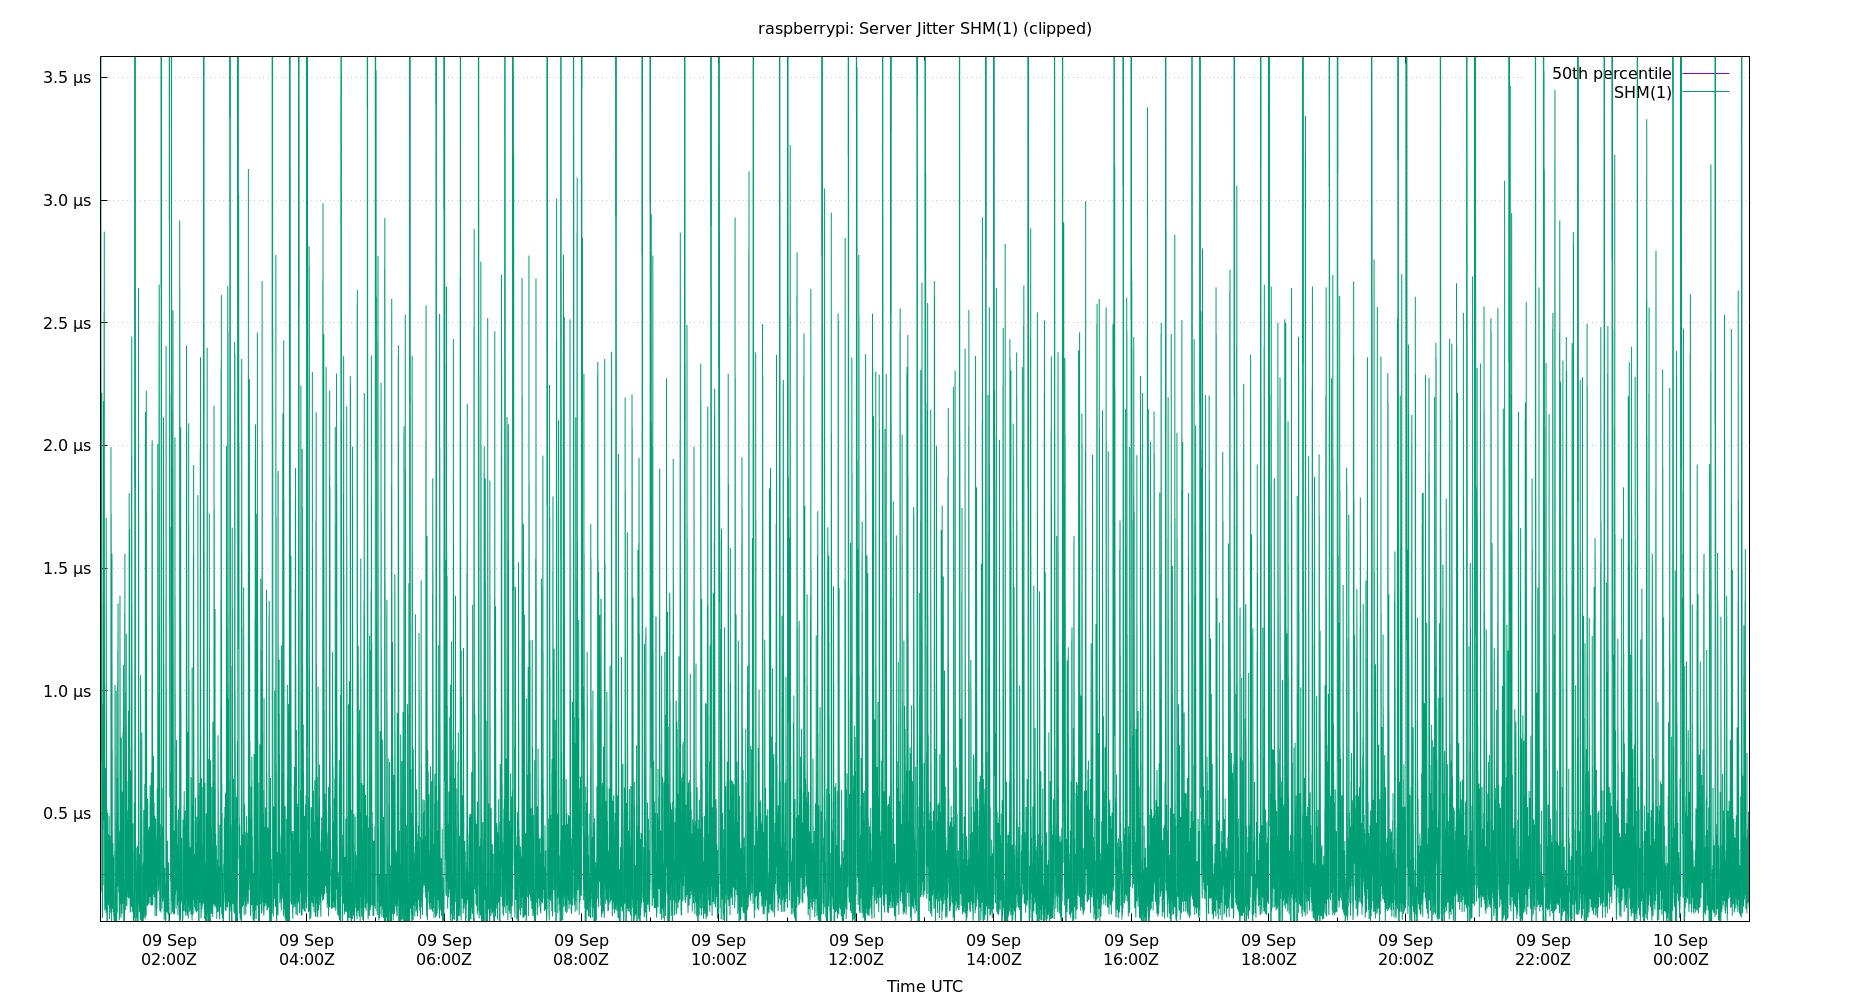 raspberrypi: Server Jitter SHM(1) (clipped)
3.5 µs
3.0 µs
2.5 µs
2.0 µs
1.5 µs
1.0 µs
0.5 µs
50th percentile
SHM(1)
09 Sep 09 Sep 09 Sep 09 Sep 09 Sep 09 Sep 09 Sep 09 Sep 09 Sep 09 Sep 09 Sep 10 Sep
02:00Z 04:00Z 06:00Z 08:00Z 10:00Z 12:00Z 14:00Z 16:00Z 18:00Z 20:00Z 22:00Z 00:00Z
Time UTC